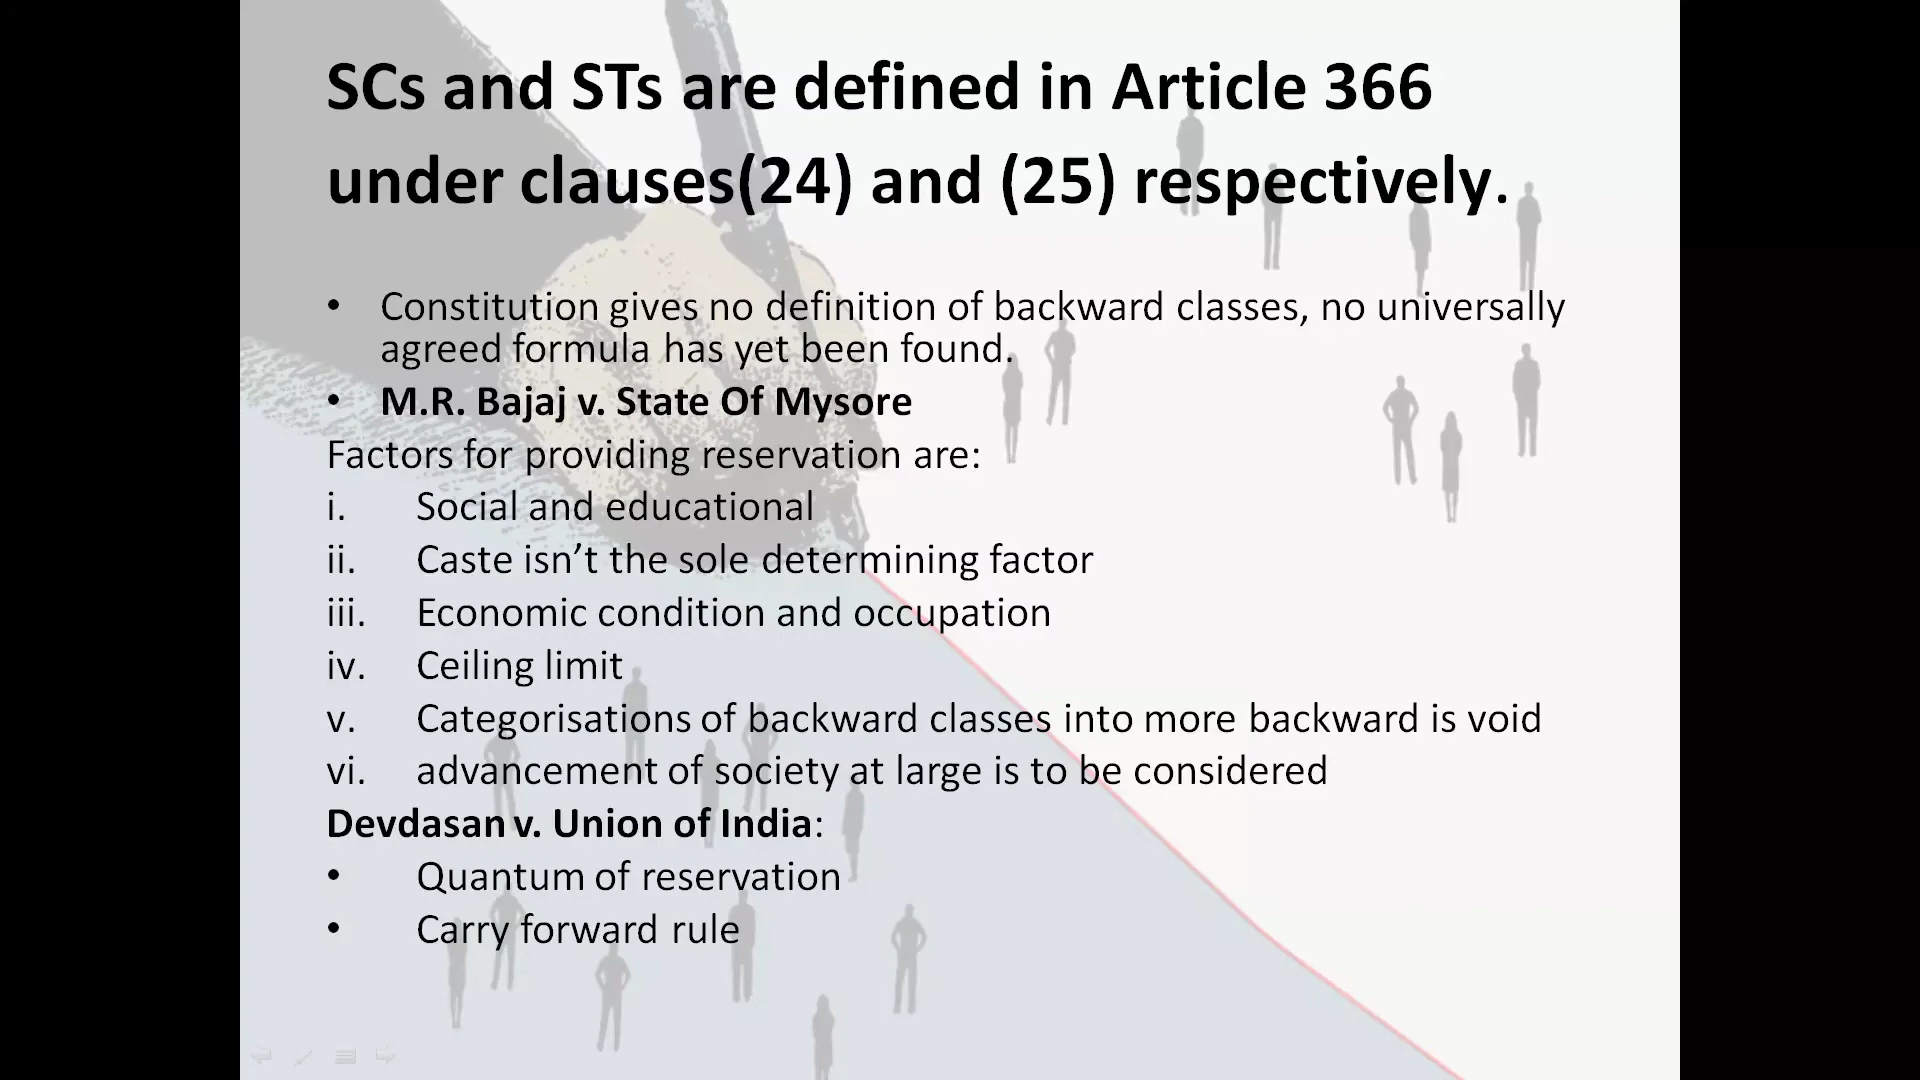 SCs and STs are defined in Article 366
under clauses(24) and (25) respectively.
• Constitution gives no definition of backward classes, no universally
agreed formula has yet been found.
• M.R. Bajaj v. State Of Mysore
Factors for providing reservation are:
i. Social and educational
ii. Caste isn’t the sole determining factor
iii. Economic condition and occupation
iv. Ceiling limit
v. Categorisations of backward classes into more backward is void
vi. advancement of society at large is to be considered
Devdasan v. Union of India:
• Quantum of reservation
• Carry forward rule